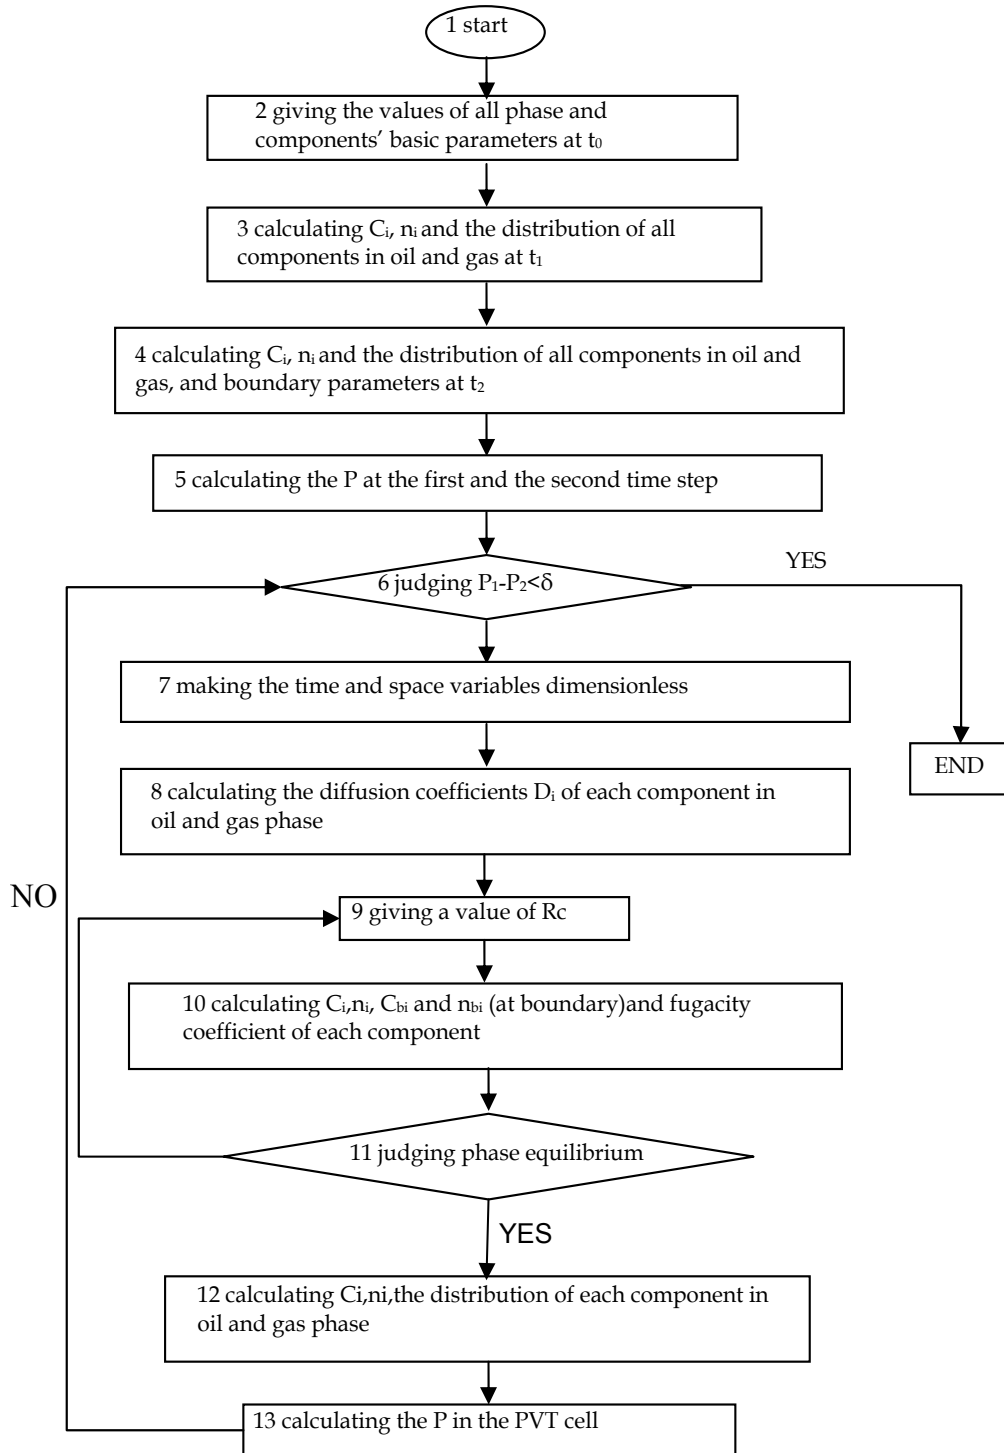 1 start
2 giving the values of all phase and
components’ basic parameters at t₀
3 calculating Cᵢ, nᵢ and the distribution of all
components in oil and gas at t₁
4 calculating Cᵢ, nᵢ and the distribution of all components in oil and
gas, and boundary parameters at t₂
5 calculating the P at the first and the second time step
YES
6 judging P₁-P₂<δ
7 making the time and space variables dimensionless
END
8 calculating the diffusion coefficients Dᵢ of each component in
oil and gas phase
NO
9 giving a value of Rc
10 calculating Cᵢ,nᵢ, C_bi and n_bi (at boundary)and fugacity
coefficient of each component
11 judging phase equilibrium
YES
12 calculating Ci,ni,the distribution of each component in
oil and gas phase
13 calculating the P in the PVT cell